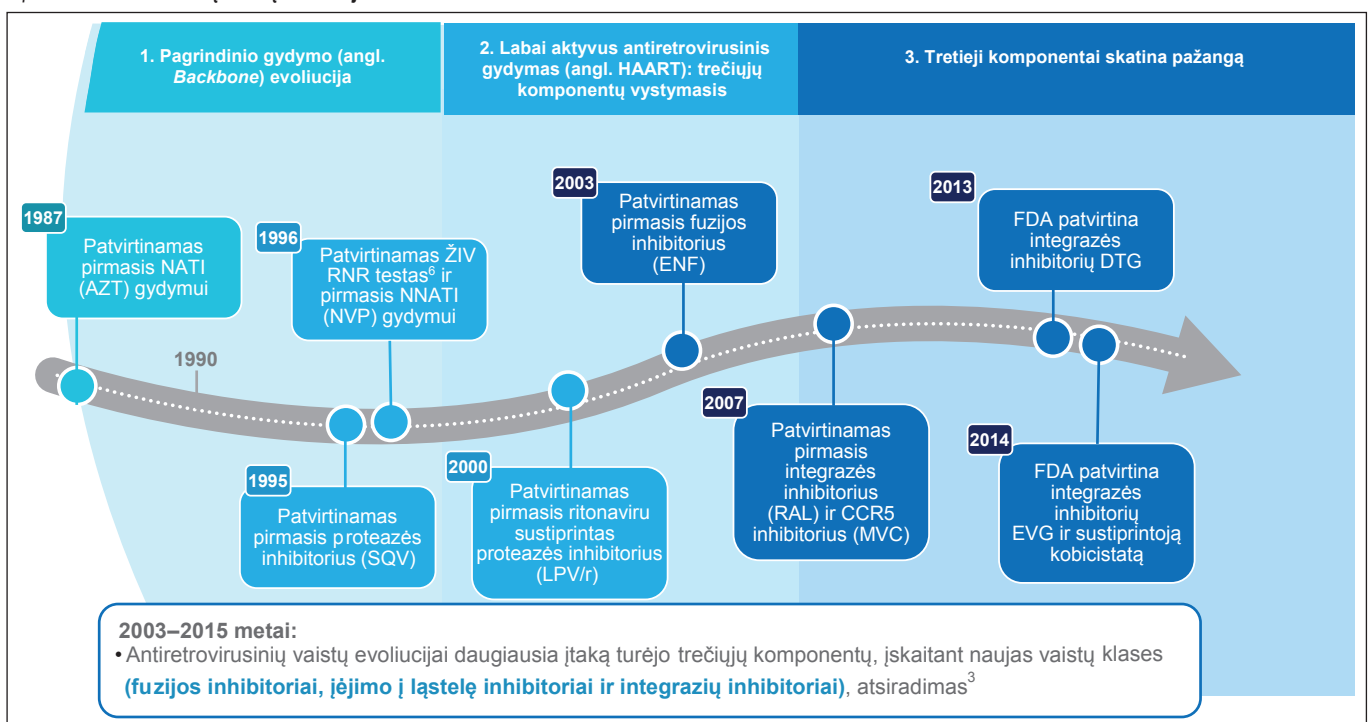 1. Pagrindinio gydymo (angl.
Backbone) evoliucija
2. Labai aktyvus antiretrovirusinis
gydymas (angl. HAART): trečiųjų
komponentų vystymasis
3. Tretieji komponentai skatina pažangą
1987
Patvirtinamas
pirmasis NATI
(AZT) gydymui
1990
1996
Patvirtinamas ŽIV
RNR testas⁶ ir
pirmasis NNATI
(NVP) gydymui
2003
Patvirtinamas
pirmasis fuzijos
inhibitorius
(ENF)
2013
FDA patvirtina
integrazės
inhibitorių DTG
1995
Patvirtinamas
pirmasis proteazės
inhibitorius (SQV)
2000
Patvirtinamas
pirmasis ritonaviru
sustiprintas
proteazės inhibitorius
(LPV/r)
2007
Patvirtinamas
pirmasis
integrazės
inhibitorius
(RAL) ir CCR5
inhibitorius (MVC)
2014
FDA patvirtina
integrazės
inhibitorių
EVG ir sustiprintoją
kobicistatą
2003–2015 metai:
• Antiretrovirusinių vaistų evoliucijai daugiausia įtaką turėjo trečiųjų komponentų, įskaitant naujas vaistų klases
(fuzijos inhibitoriai, įėjimo į ląstelę inhibitoriai ir integrazių inhibitoriai), atsiradimas³